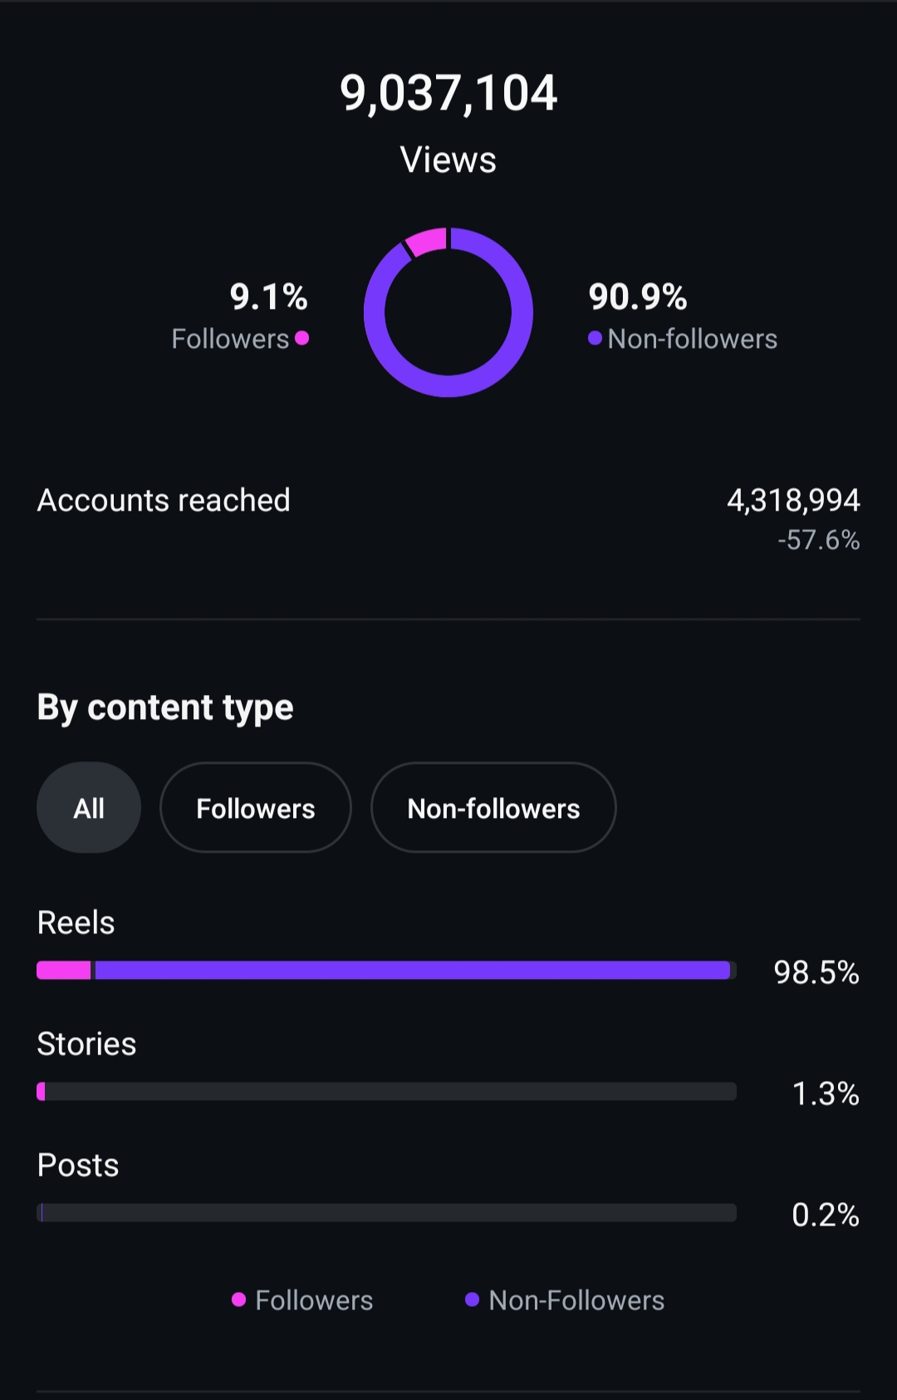 9,037,104
Views
9.1%
Followers
90.9%
Non-followers
Accounts reached
4,318,994
-57.6%
By content type
All
Followers
Non-followers
Reels
98.5%
Stories
1.3%
Posts
0.2%
Followers
Non-Followers